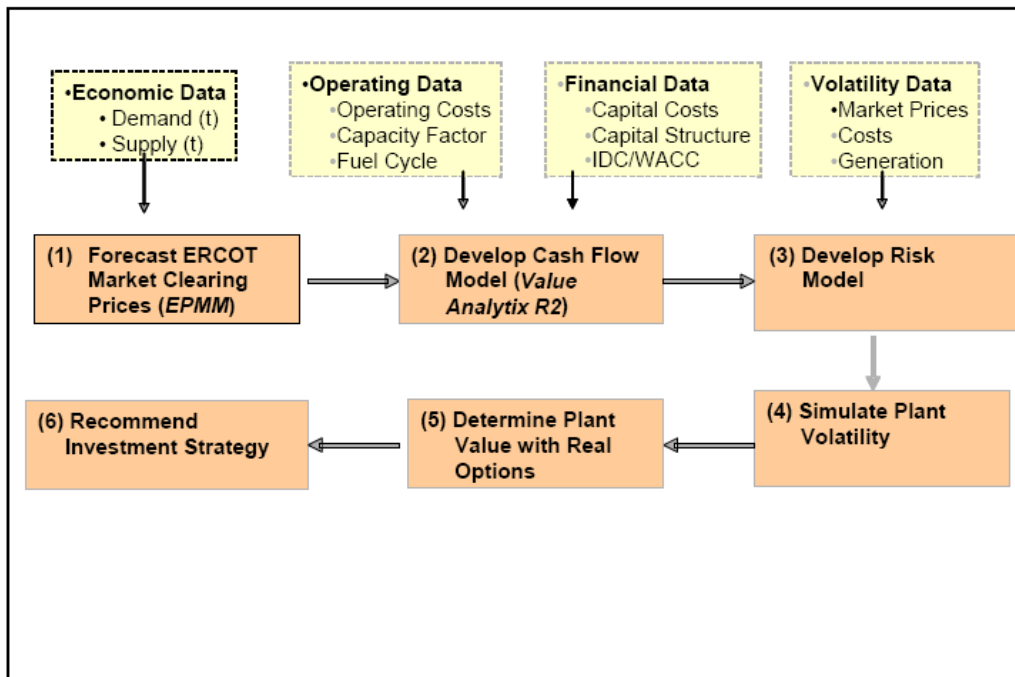 •Economic Data
• Demand (t)
• Supply (t)
•Operating Data
•Operating Costs
•Capacity Factor
•Fuel Cycle
•Financial Data
•Capital Costs
•Capital Structure
•IDC/WACC
•Volatility Data
•Market Prices
•Costs
•Generation
(1) Forecast ERCOT
Market Clearing
Prices (EPMM)
(2) Develop Cash Flow
Model (Value
Analytix R2)
(3) Develop Risk
Model
(4) Simulate Plant
Volatility
(5) Determine Plant
Value with Real
Options
(6) Recommend
Investment Strategy